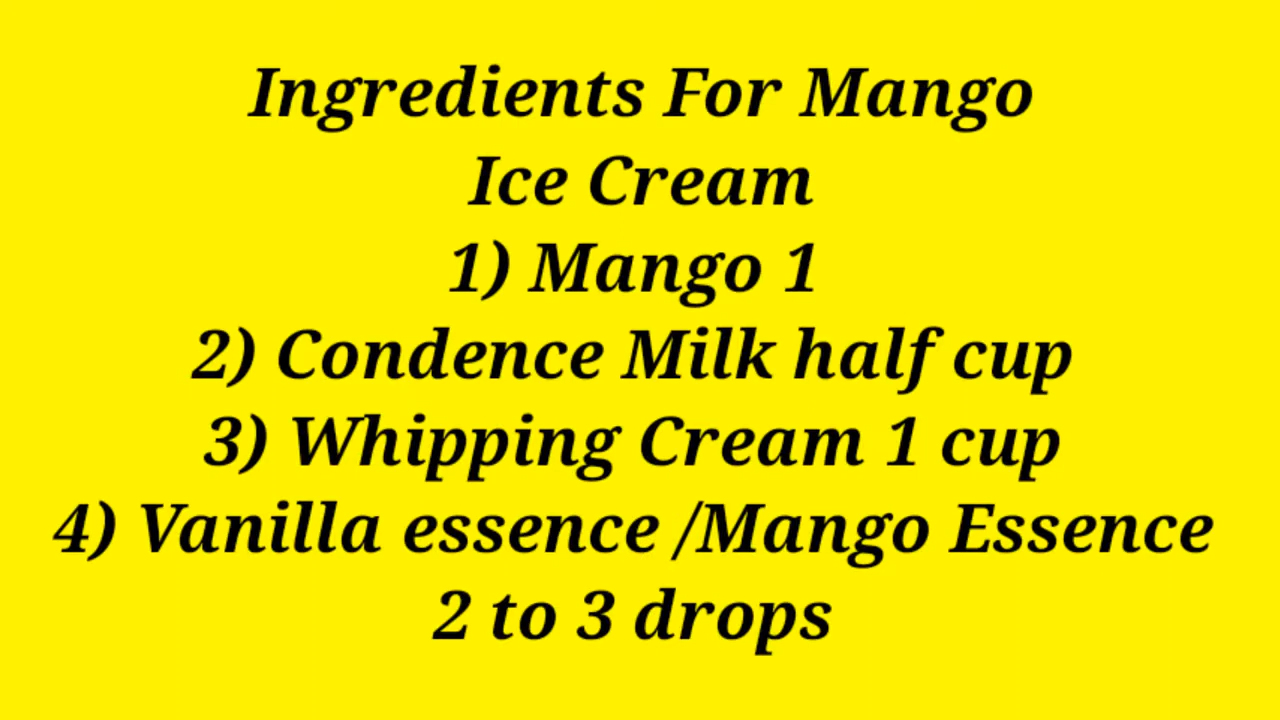 Ingredients For Mango
Ice Cream
1) Mango 1
2) Condence Milk half cup
3) Whipping Cream 1 cup
4) Vanilla essence /Mango Essence
2 to 3 drops